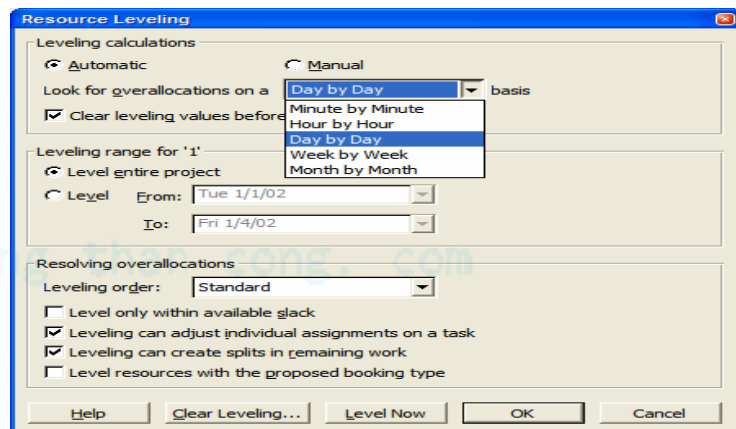 Resource Leveling
Leveling calculations
Automatic Manual
Look for overallocations on a Day by Day basis
Clear leveling values before
Minute by Minute
Hour by Hour
Day by Day
Week by Week
Month by Month
Leveling range for '1'
Level entire project
Level From: Tue 1/1/02
To: Fri 1/4/02
ng than cong. com
Resolving overallocations
Leveling order: Standard
Level only within available slack
Leveling can adjust individual assignments on a task
Leveling can create splits in remaining work
Level resources with the proposed booking type
Help Clear Leveling... Level Now OK Cancel